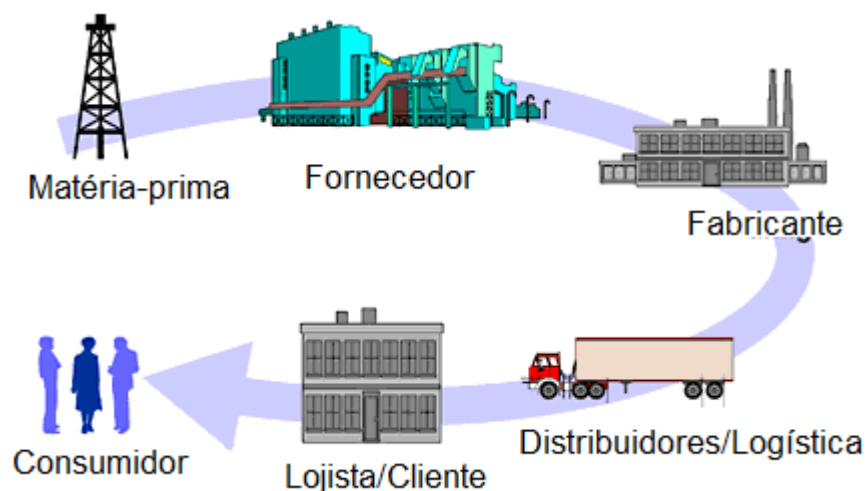 Matéria-prima
Fornecedor
Fabricante
Distribuidores/Logística
Lojista/Cliente
Consumidor